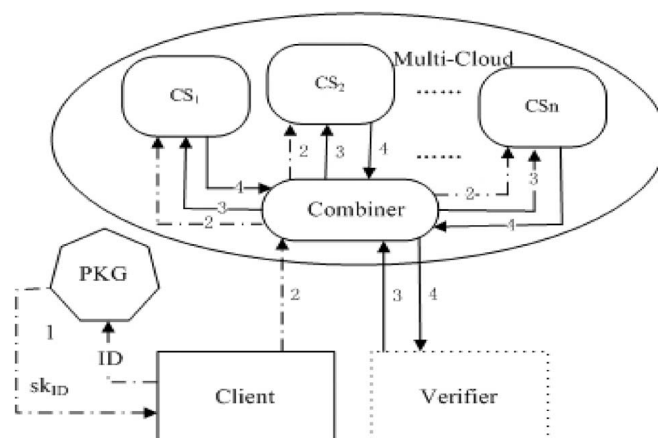 Multi-Cloud
CS1
CS2
CSn
......
......
2
3
4
4
3
2
2
3
4
Combiner
PKG
2
3
4
1
ID
skID
Client
Verifier